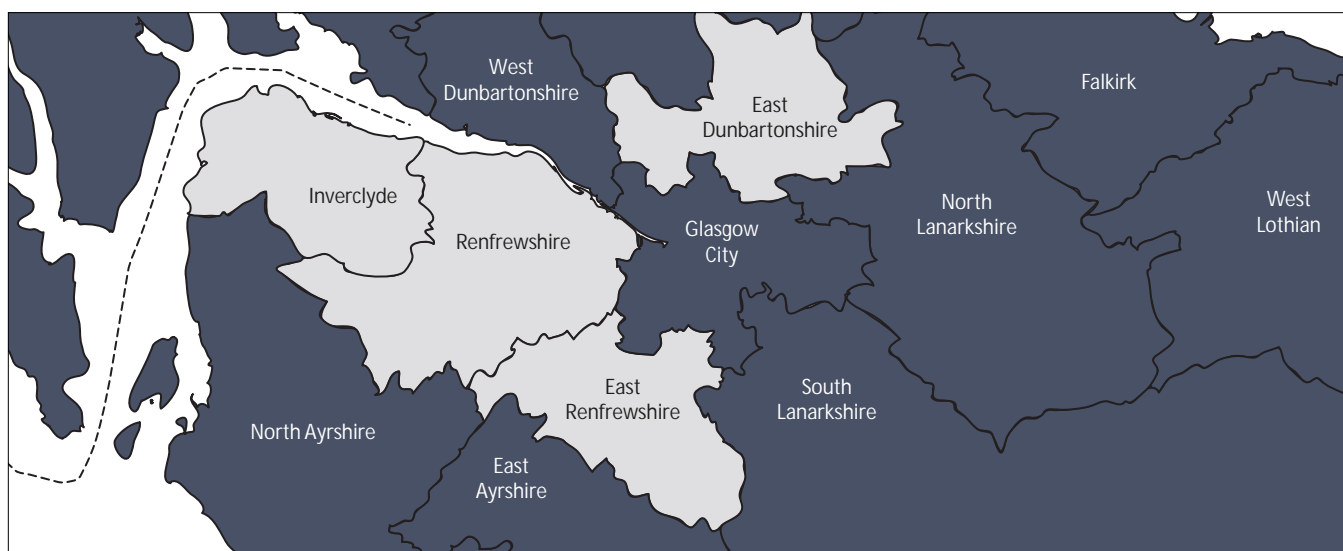 West
Dunbartonshire
Falkirk
East
Dunbartonshire
Inverclyde
Renfrewshire
Glasgow
City
North
Lanarkshire
West
Lothian
East
Renfrewshire
South
Lanarkshire
North Ayrshire
East
Ayrshire